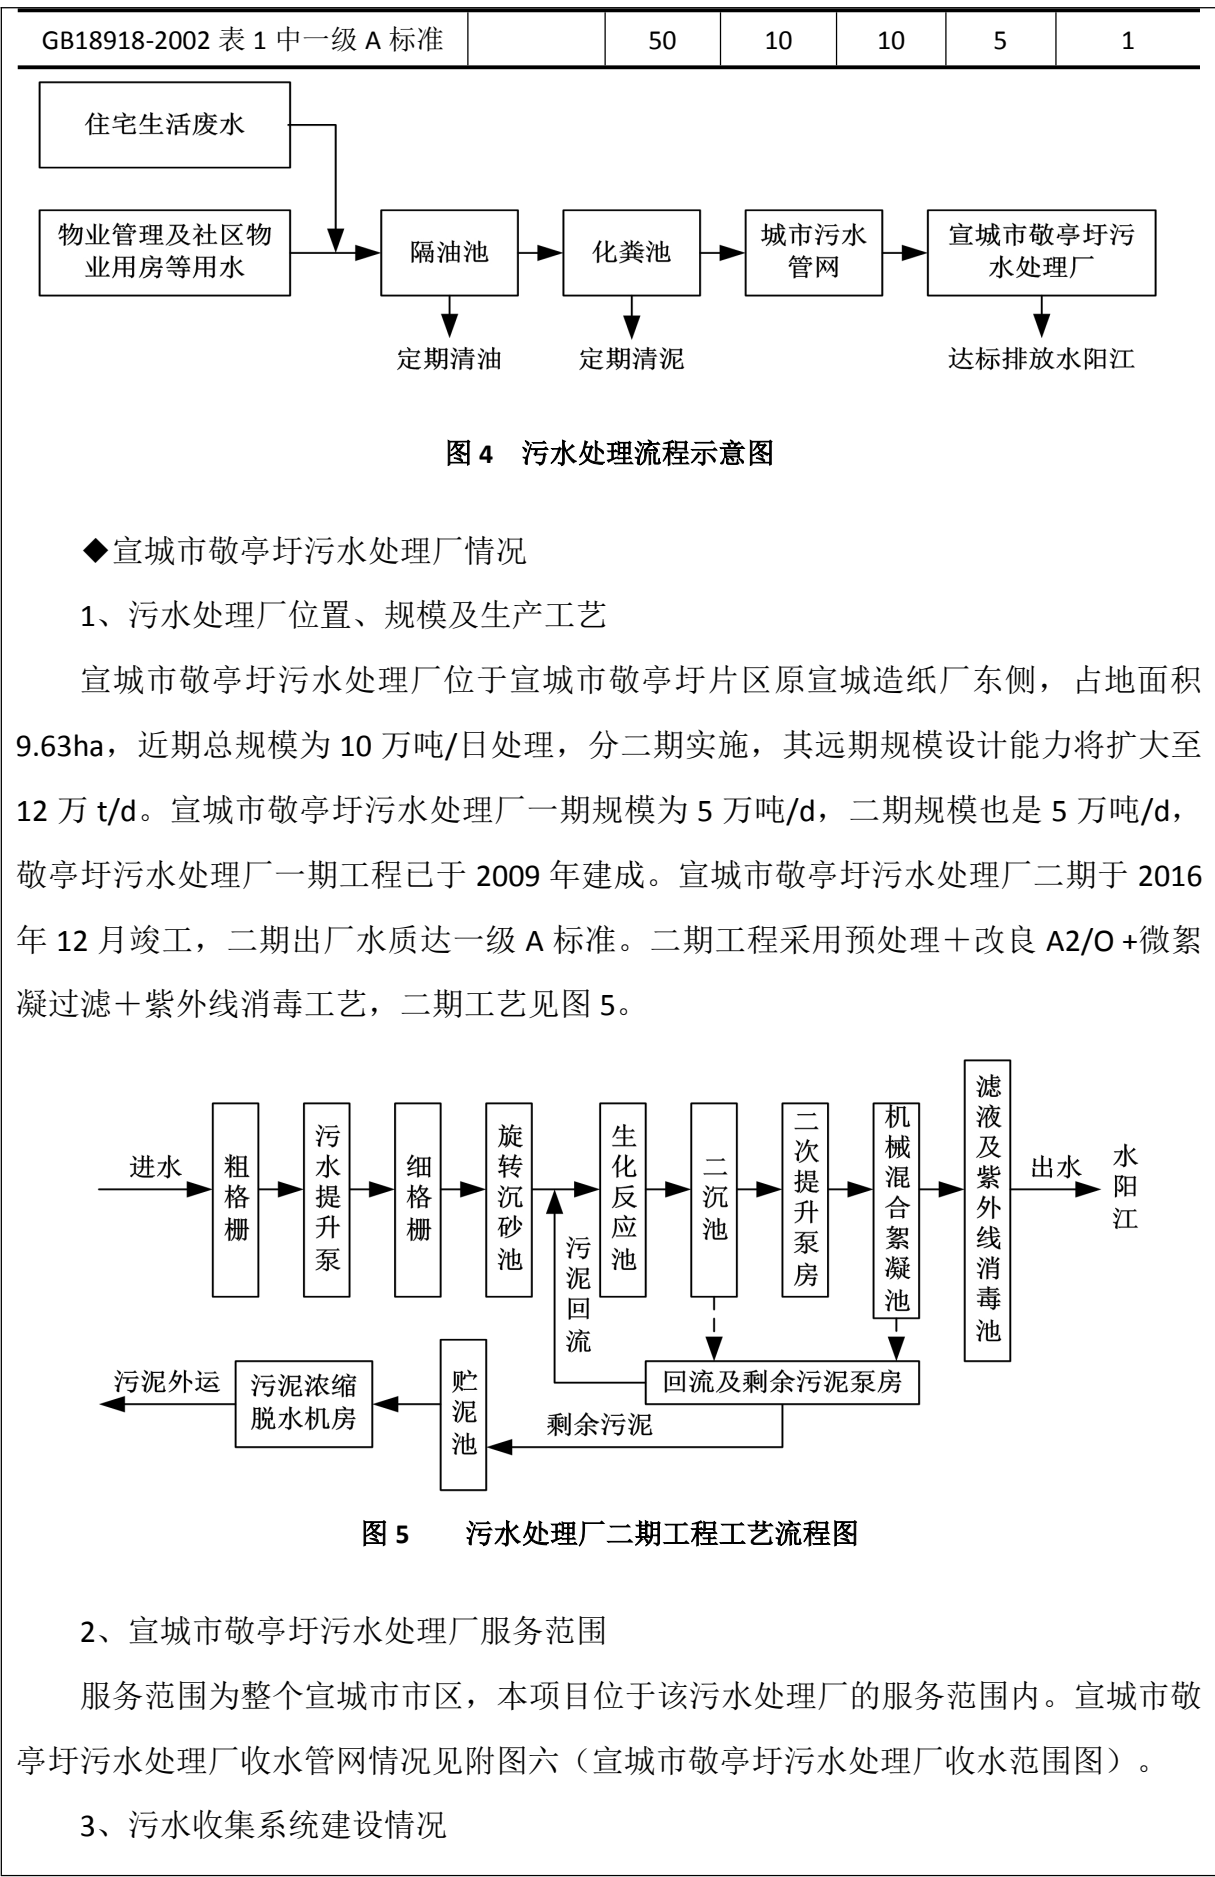 GB18918-2002 表 1 中一级 A 标准 50 10 10 5 1
住宅生活废水
物业管理及社区物
业用房等用水
隔油池
化粪池
城市污水
管网
宣城市敬亭圩污
水处理厂
定期清油
定期清泥
达标排放水阳江
图 4 污水处理流程示意图
◆宣城市敬亭圩污水处理厂情况
1、污水处理厂位置、规模及生产工艺
宣城市敬亭圩污水处理厂位于宣城市敬亭圩片区原宣城造纸厂东侧，占地面积
9.63ha，近期总规模为 10 万吨/日处理，分二期实施，其远期规模设计能力将扩大至
12 万 t/d。宣城市敬亭圩污水处理厂一期规模为 5 万吨/d，二期规模也是 5 万吨/d，
敬亭圩污水处理厂一期工程已于 2009 年建成。宣城市敬亭圩污水处理厂二期于 2016
年 12 月竣工，二期出厂水质达一级 A 标准。二期工程采用预处理＋改良 A2/O +微絮
凝过滤＋紫外线消毒工艺，二期工艺见图 5。
进水
粗格栅
污水提升泵
细格栅
旋转沉砂池
污泥回流
生化反应池
二沉池
二次提升泵房
机械混合絮凝池
滤液及紫外线消毒池
出水
水阳江
污泥外运
污泥浓缩
脱水机房
贮泥池
剩余污泥
回流及剩余污泥泵房
图 5 污水处理厂二期工程工艺流程图
2、宣城市敬亭圩污水处理厂服务范围
服务范围为整个宣城市市区，本项目位于该污水处理厂的服务范围内。宣城市敬
亭圩污水处理厂收水管网情况见附图六（宣城市敬亭圩污水处理厂收水范围图）。
3、污水收集系统建设情况